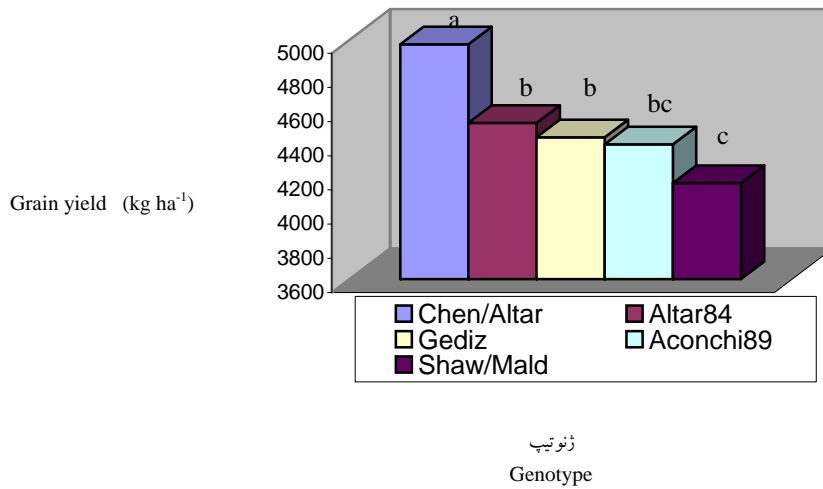 a
b
b
bc
c
5000
4800
4600
4400
4200
4000
3800
3600
Grain yield (kg ha-1)
Chen/Altar Altar84
Gediz Aconchi89
Shaw/Mald
ژنوتیپ
Genotype